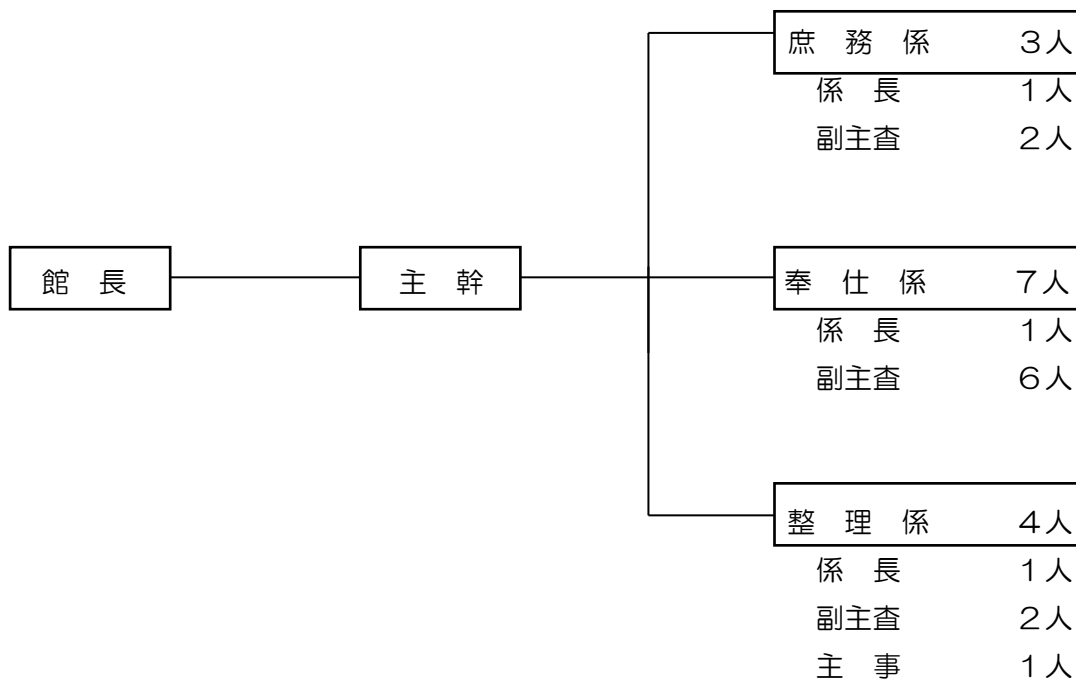 庶　務　係　　　３人
係　長　　　　１人
副主査　　　　２人
館　長
主　幹
奉　仕　係　　　７人
係　長　　　　１人
副主査　　　　６人
整　理　係　　　４人
係　長　　　　１人
副主査　　　　２人
主　事　　　　１人